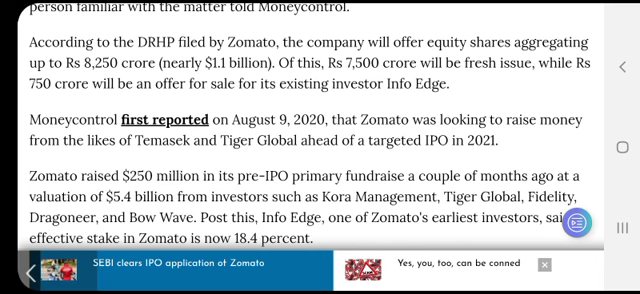 person familiar with the matter told Moneycontrol.
According to the DRHP filed by Zomato, the company will offer equity shares aggregating
up to Rs 8,250 crore (nearly $1.1 billion). Of this, Rs 7,500 crore will be fresh issue, while Rs
750 crore will be an offer for sale for its existing investor Info Edge.
Moneycontrol first reported on August 9, 2020, that Zomato was looking to raise money
from the likes of Temasek and Tiger Global ahead of a targeted IPO in 2021.
Zomato raised $250 million in its pre-IPO primary fundraise a couple of months ago at a
valuation of $5.4 billion from investors such as Kora Management, Tiger Global, Fidelity,
Dragoneer, and Bow Wave. Post this, Info Edge, one of Zomato's earliest investors,
effective stake in Zomato is now 18.4 percent.
SEBI clears IPO application of Zomato
Yes, you, too, can be conned